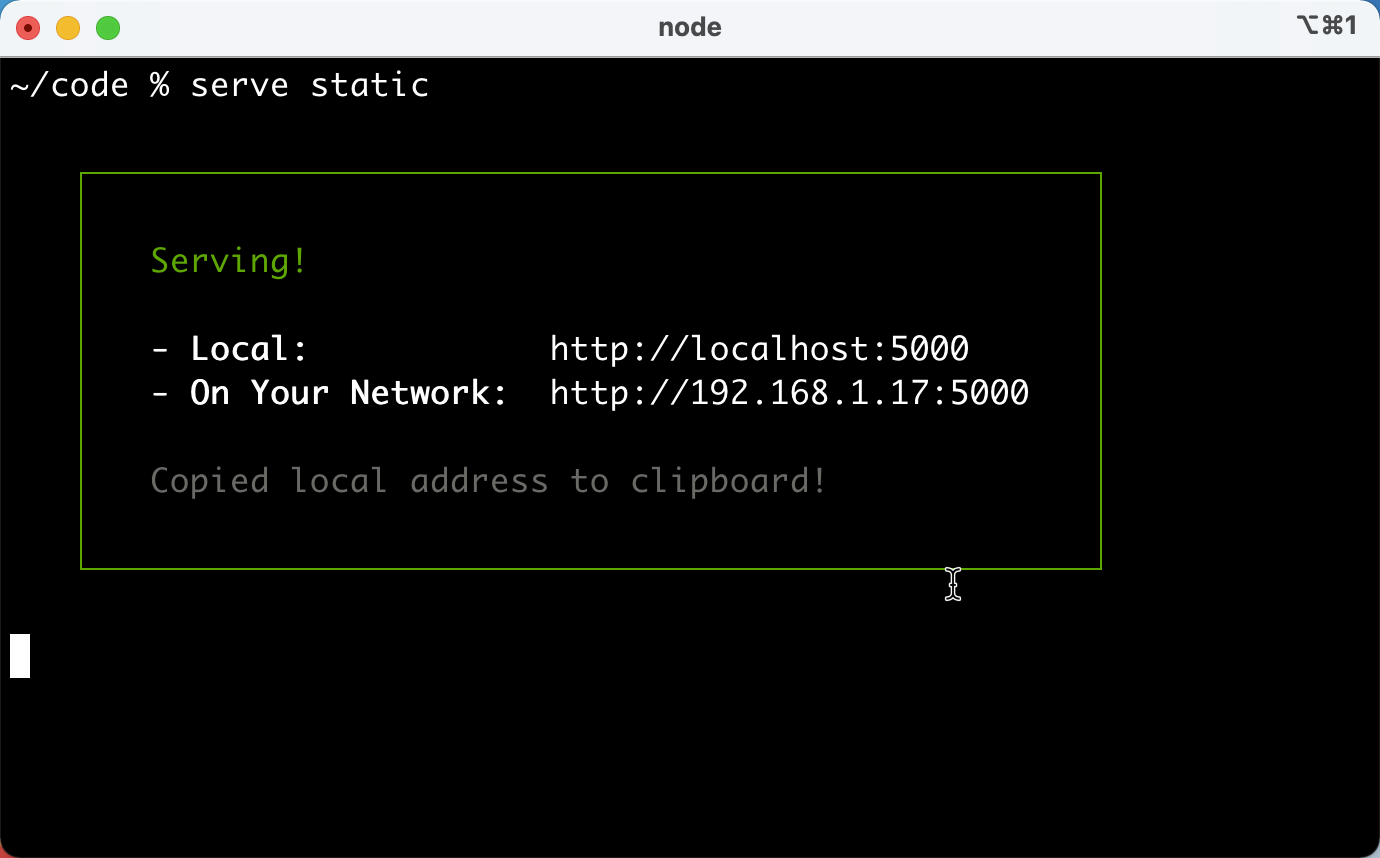 node
⌥⌘1
~/code % serve static
Serving!
- Local: http://localhost:5000
- On Your Network: http://192.168.1.17:5000
Copied local address to clipboard!